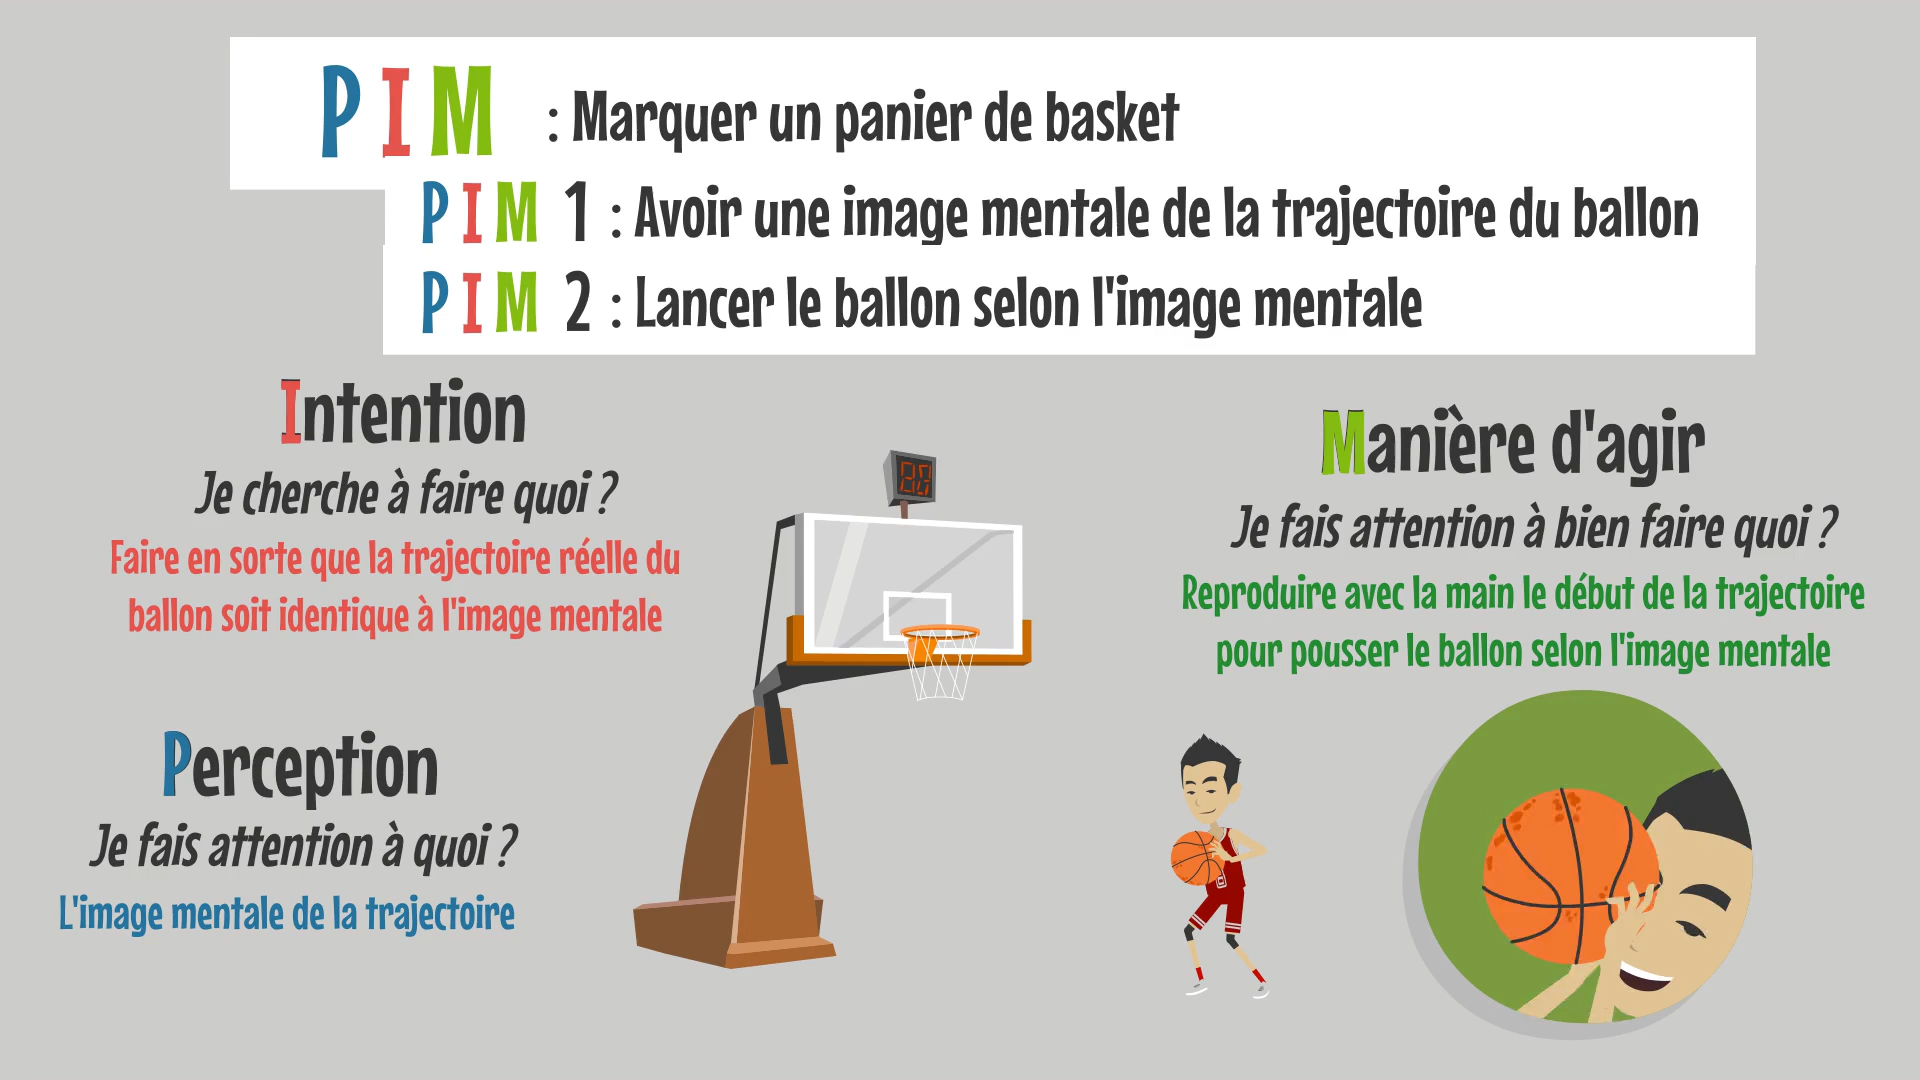 PIM : Marquer un panier de basket
PIM 1 : Avoir une image mentale de la trajectoire du ballon
PIM 2 : Lancer le ballon selon l'image mentale
Intention
Je cherche à faire quoi ?
Faire en sorte que la trajectoire réelle du
ballon soit identique à l'image mentale
Manière d'agir
Je fais attention à bien faire quoi ?
Reproduire avec la main le début de la trajectoire
pour pousser le ballon selon l'image mentale
Perception
Je fais attention à quoi ?
L'image mentale de la trajectoire